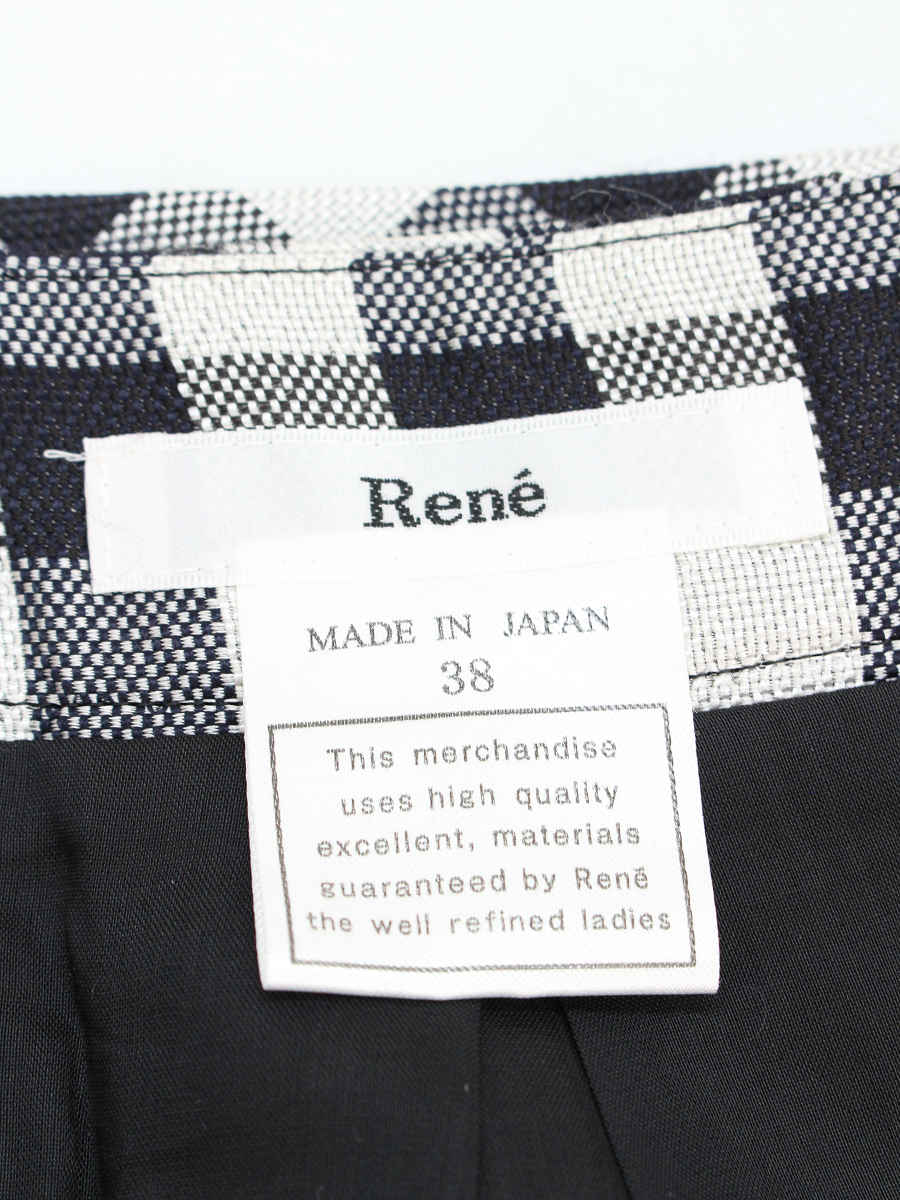 René
MADE IN JAPAN
38
This merchandise
uses high quality
excellent, materials
guaranteed by René
the well refined ladies